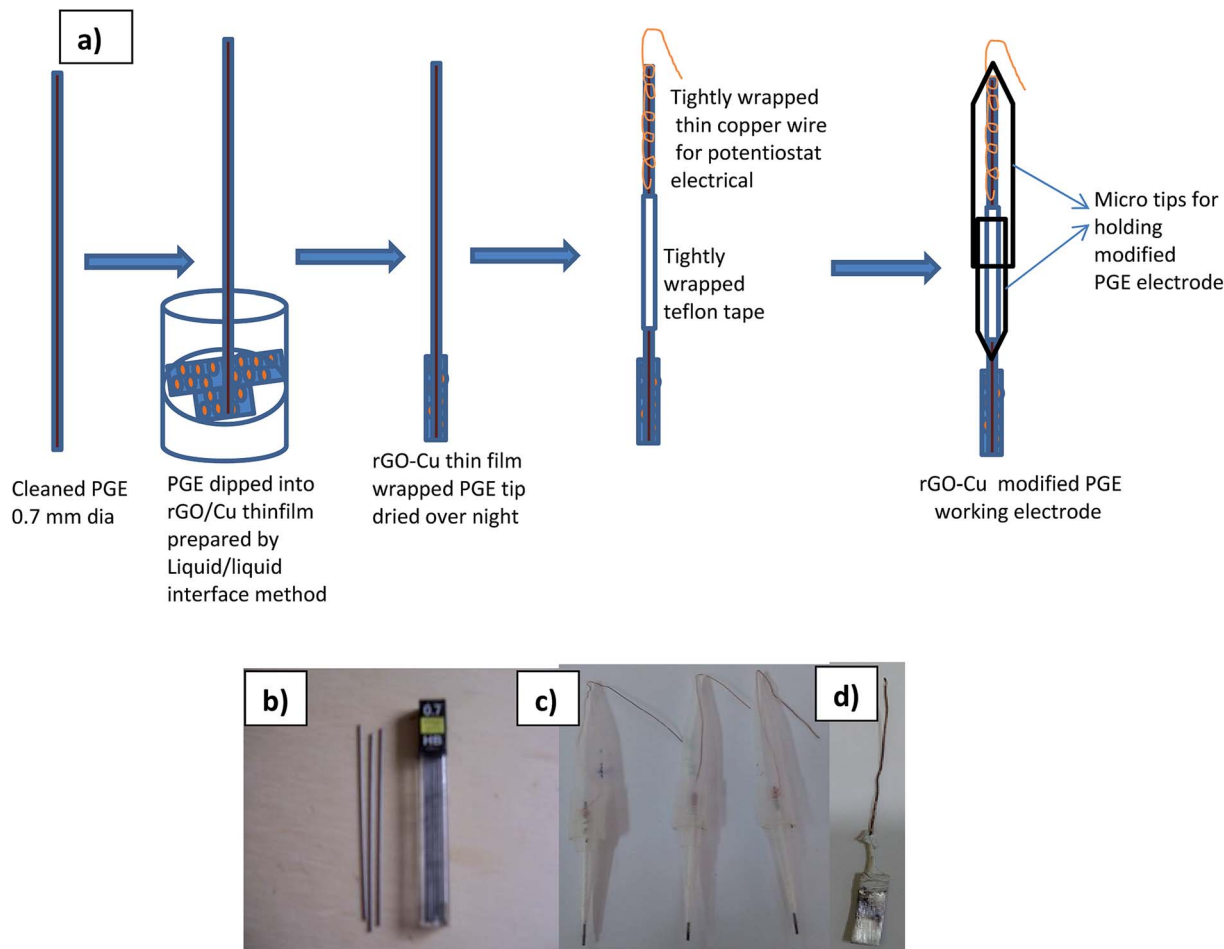 a)
Cleaned PGE
0.7 mm dia
PGE dipped into
rGO/Cu thinfilm
prepared by
Liquid/liquid
interface method
rGO-Cu thin film
wrapped PGE tip
dried over night
Tightly wrapped
thin copper wire
for potentiostat
electrical
Tightly
wrapped
teflon tape
Micro tips for
holding
modified
PGE electrode
rGO-Cu modified PGE
working electrode
b)
0.7
HB
c)
d)